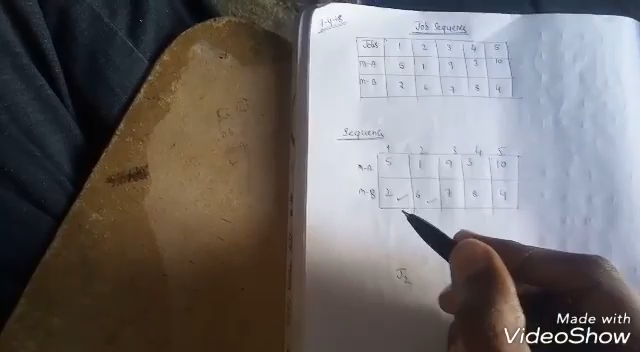 Job Sequence
Jobs 1 2 3 4 5
M-A 5 1 9 3 10
M-B 2 6 7 8 4
Sequence
1 2 3 4 5
M-A 5 1 9 3 10
M-B 2 6 7 8 4
J2
Made with
VideoShow